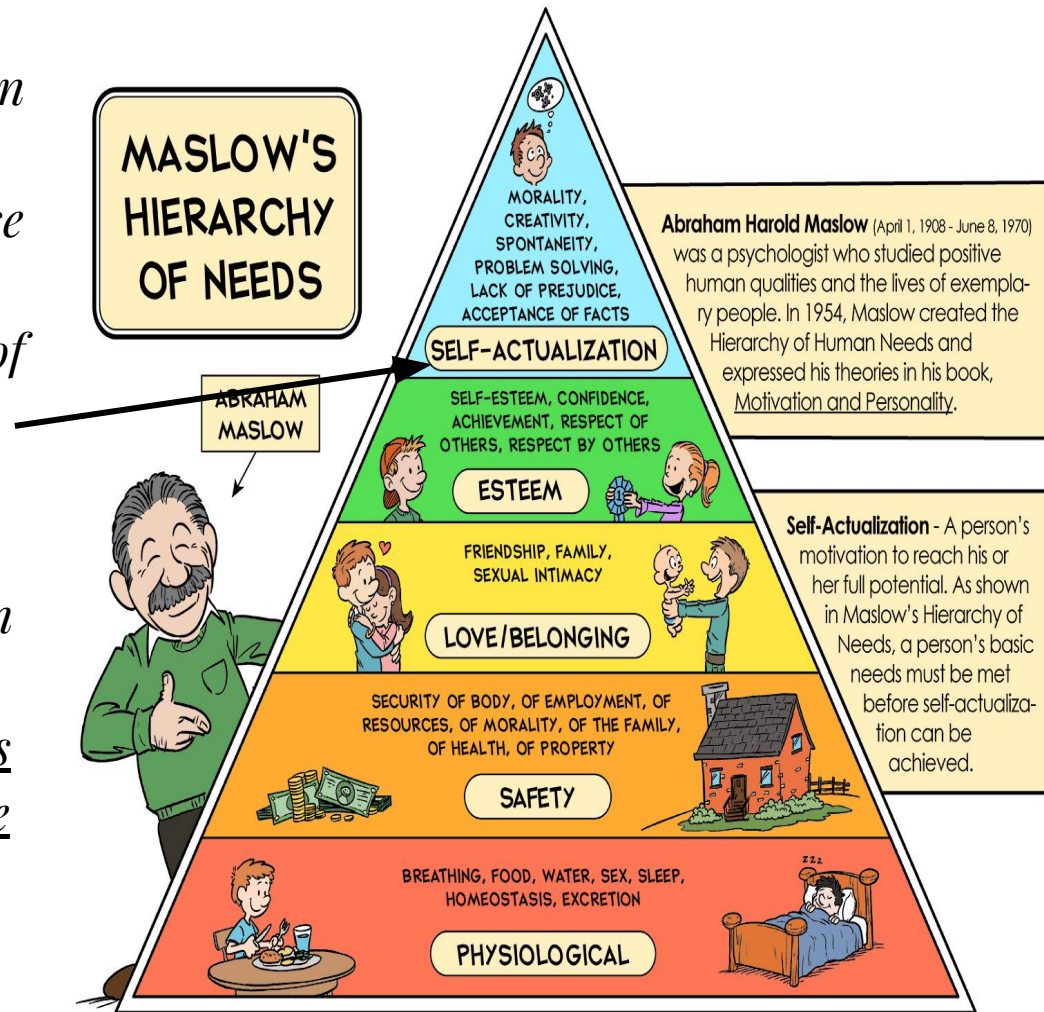 of
MASLOW'S
HIERARCHY
OF NEEDS
ABRAHAM
MASLOW
MORALITY,
CREATIVITY,
SPONTANEITY,
PROBLEM SOLVING,
LACK OF PREJUDICE,
ACCEPTANCE OF FACTS
SELF-ACTUALIZATION
SELF-ESTEEM, CONFIDENCE,
ACHIEVEMENT, RESPECT OF
OTHERS, RESPECT BY OTHERS
ESTEEM
FRIENDSHIP, FAMILY,
SEXUAL INTIMACY
LOVE/BELONGING
SECURITY OF BODY, OF EMPLOYMENT, OF
RESOURCES, OF MORALITY, OF THE FAMILY,
OF HEALTH, OF PROPERTY
SAFETY
BREATHING, FOOD, WATER, SEX, SLEEP,
HOMEOSTASIS, EXCRETION
PHYSIOLOGICAL
zzz
1
Abraham Harold Maslow (April 1, 1908 - June 8, 1970)
was a psychologist who studied positive
human qualities and the lives of exempla-
ry people. In 1954, Maslow created the
Hierarchy of Human Needs and
expressed his theories in his book,
Motivation and Personality.
Self-Actualization - A person's
motivation to reach his or
her full potential. As shown
in Maslow's Hierarchy of
Needs, a person's basic
needs must be met
before self-actualiza-
tion can be
achieved.